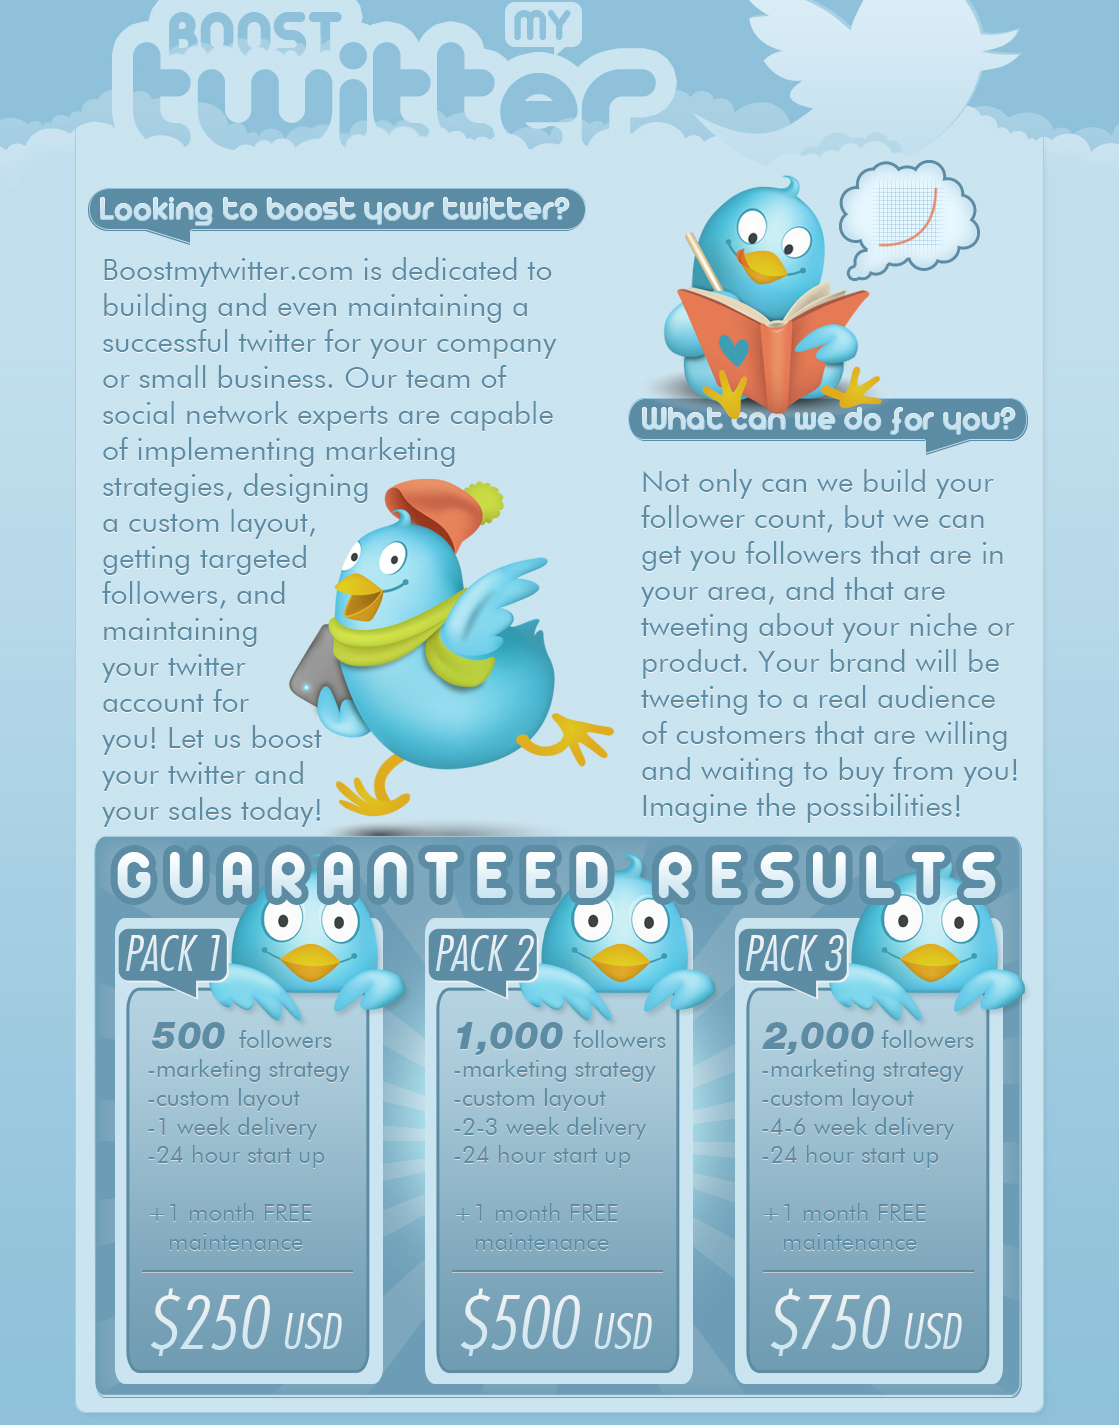 BOOST MY
twitter
Looking to boost your twitter?
Boostmytwitter.com is dedicated to
building and even maintaining a
successful twitter for your company
or small business. Our team of
social network experts are capable
of implementing marketing
strategies, designing
a custom layout,
getting targeted
followers, and
maintaining
your twitter
account for
you! Let us boost
your twitter and
your sales today!
What can we do for you?
Not only can we build your
follower count, but we can
get you followers that are in
your area, and that are
tweeting about your niche or
product. Your brand will be
tweeting to a real audience
of customers that are willing
and waiting to buy from you!
Imagine the possibilities!
GUARANTEED RESULTS
PACK 1
500 followers
-marketing strategy
-custom layout
-1 week delivery
-24 hour start up
+1 month FREE
maintenance
$250 USD
PACK 2
1,000 followers
-marketing strategy
-custom layout
-2-3 week delivery
-24 hour start up
+1 month FREE
maintenance
$500 USD
PACK 3
2,000 followers
-marketing strategy
-custom layout
-4-6 week delivery
-24 hour start up
+1 month FREE
maintenance
$750 USD